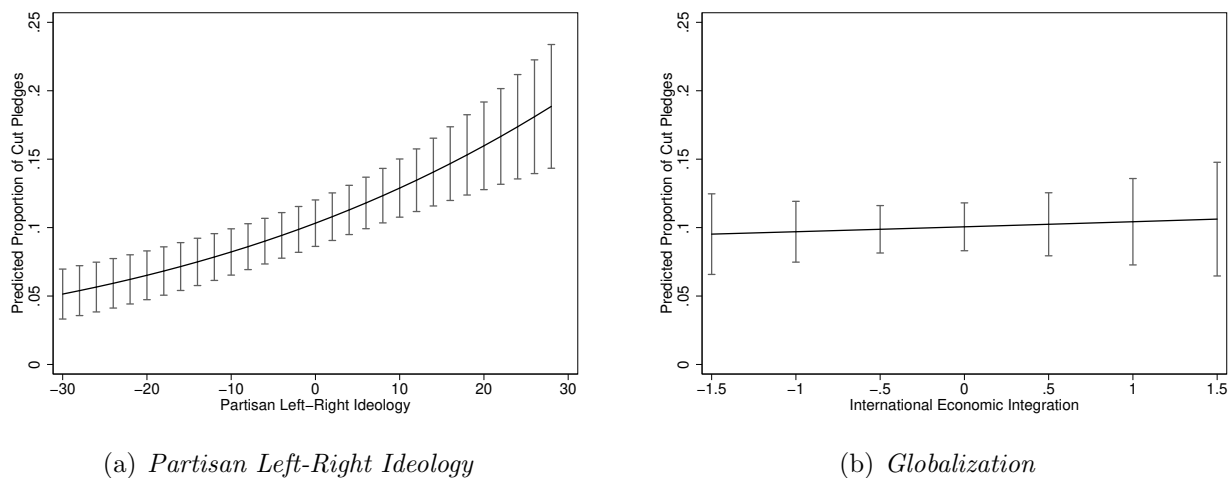 Predicted Proportion of Cut Pledges
.25
.2
.15
.1
.05
0
−30 −20 −10 0 10 20 30
Partisan Left−Right Ideology
(a) Partisan Left-Right Ideology
Predicted Proportion of Cut Pledges
.25
.2
.15
.1
.05
0
−1.5 −1 −.5 0 .5 1 1.5
International Economic Integration
(b) Globalization